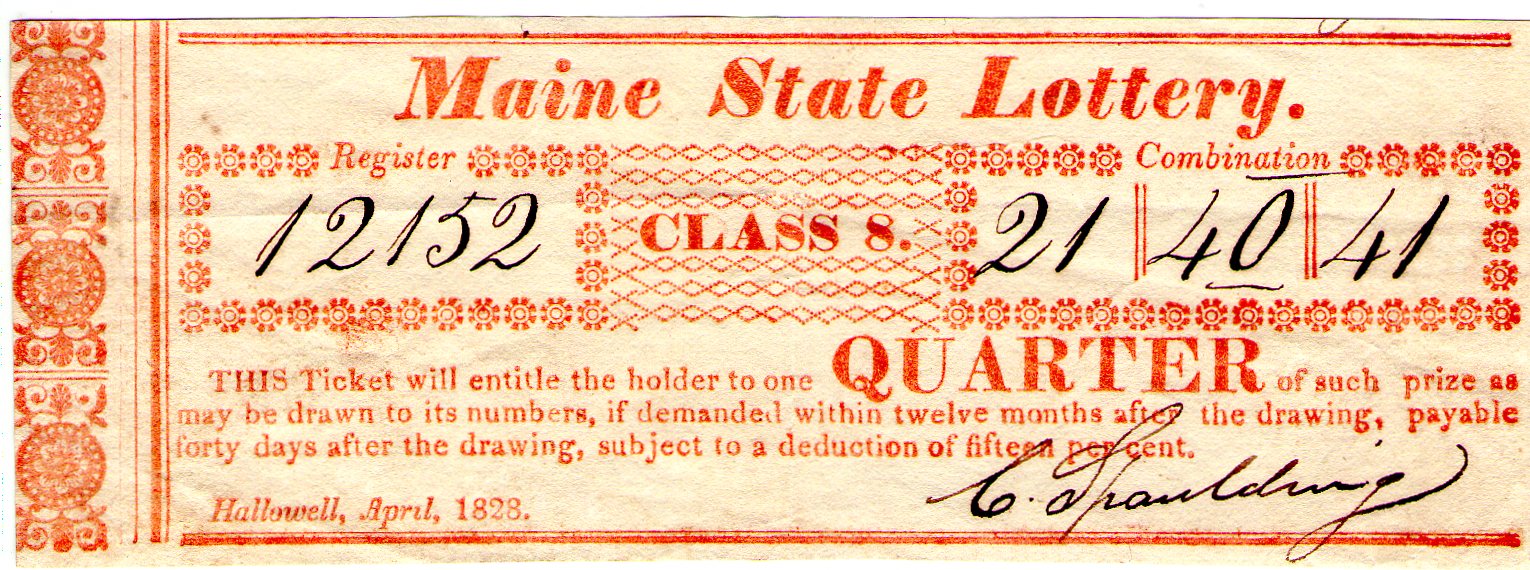 Maine State Lottery.
Register Combination
12152 CLASS 8. 21 40 41
THIS Ticket will entitle the holder to one QUARTER of such prize as
may be drawn to its numbers, if demanded within twelve months after the drawing, payable
forty days after the drawing, subject to a deduction of fifteen per cent.
C. Spaulding
Hallowell, April, 1828.